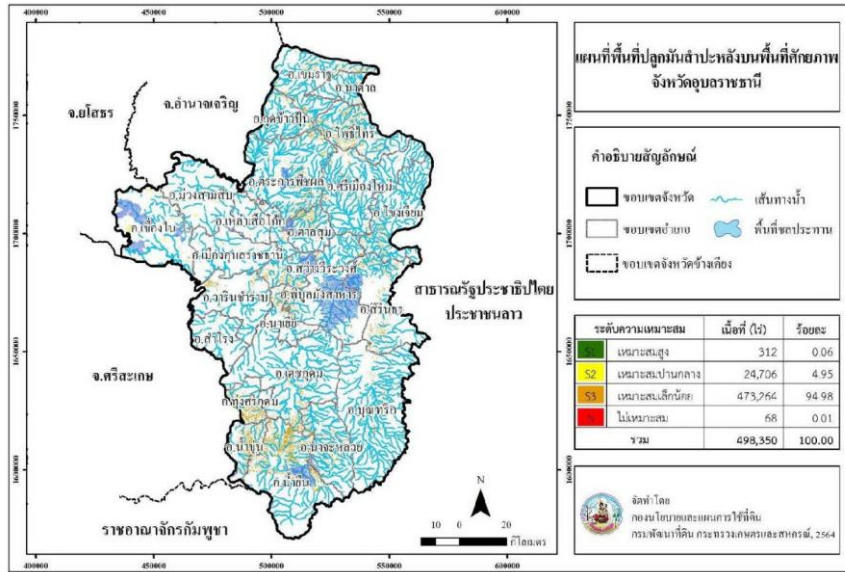 แผนที่พื้นที่ปลูกมันสำปะหลังบนพื้นที่ศักยภาพ
จังหวัดอุบลราชธานี
400000 450000 500000 550000 600000
1750000
1700000
1650000
1600000
1750000
1700000
1650000
1600000
จ.ยโสธร
จ.อำนาจเจริญ
อ.เขมราฐ
อ.นาตาล
อ.กุดข้าวปุ้น
อ.โพธิ์ไทร
อ.ตระการพืชผล
อ.ศรีเมืองใหม่
อ.ม่วงสามสิบ
อ.โขงเจียม
อ.เขื่องใน
อ.เหล่าเสือโก้ก
อ.ตาลสุม
อ.เมืองอุบลราชธานี
อ.สว่างวีระวงศ์
อ.วารินชำราบ
อ.พิบูลมังสาหาร
อ.สิรินธร
สาธารณรัฐประชาธิปไตย
ประชาชนลาว
อ.นาเยีย
อ.สำโรง
จ.ศรีสะเกษ
อ.เดชอุดม
อ.ทุ่งศรีอุดม
อ.บุณฑริก
อ.น้ำขุ่น
อ.นาจะหลวย
อ.น้ำยืน
ราชอาณาจักรกัมพูชา
N
10 0 20
กิโลเมตร
400000 450000 500000 550000 600000
คำอธิบายสัญลักษณ์
ขอบเขตจังหวัด เส้นทางน้ำ
ขอบเขตอำเภอ พื้นที่ชลประทาน
ขอบเขตจังหวัดข้างเคียง
ระดับความเหมาะสม เนื้อที่ (ไร่) ร้อยละ
S1 เหมาะสมสูง 312 0.06
S2 เหมาะสมปานกลาง 24,706 4.95
S3 เหมาะสมเล็กน้อย 473,264 94.98
N ไม่เหมาะสม 68 0.01
รวม 498,350 100.00
จัดทำโดย
กองนโยบายและแผนการใช้ที่ดิน
กรมพัฒนาที่ดิน กระทรวงเกษตรและสหกรณ์, 2564